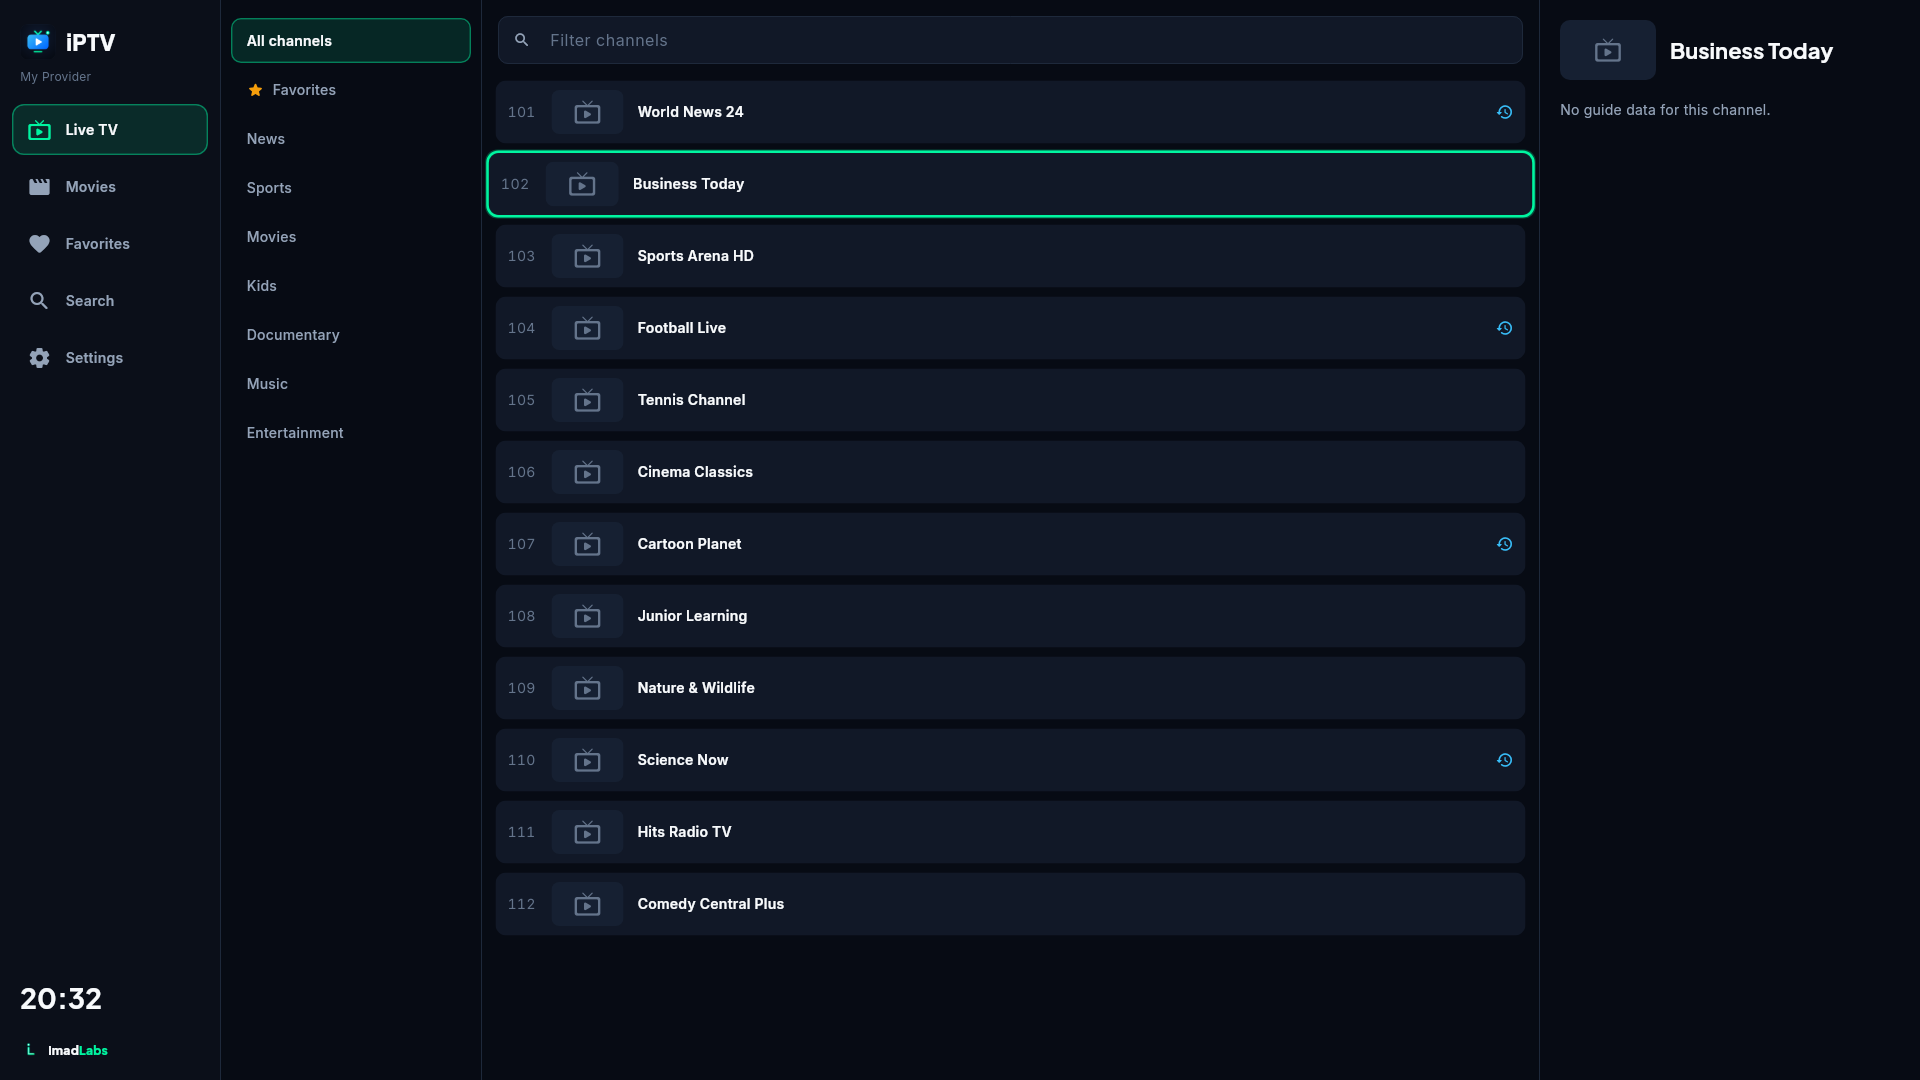 iPTV
My Provider
Live TV
Movies
Favorites
Search
Settings
20:32
ImadLabs
All channels
Favorites
News
Sports
Movies
Kids
Documentary
Music
Entertainment
Filter channels
101 World News 24
102 Business Today
103 Sports Arena HD
104 Football Live
105 Tennis Channel
106 Cinema Classics
107 Cartoon Planet
108 Junior Learning
109 Nature & Wildlife
110 Science Now
111 Hits Radio TV
112 Comedy Central Plus
Business Today
No guide data for this channel.